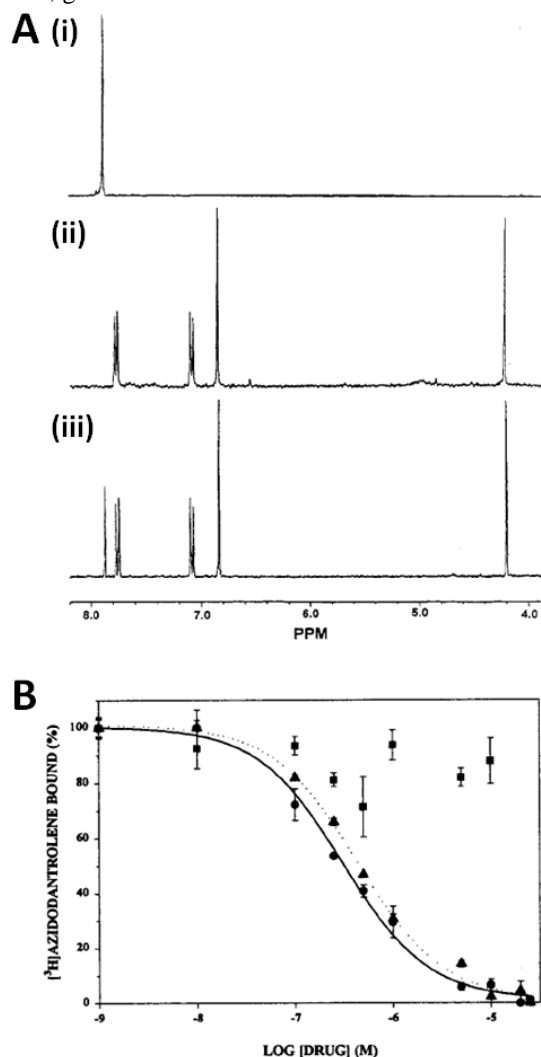 A (i)
(ii)
(iii)
8.0 7.0 6.0 5.0 4.0
PPM
B
[³H]AZIDODANTROLENE BOUND (%)
100
80
60
40
20
0
-9 -8 -7 -6 -5
LOG [DRUG] (M)